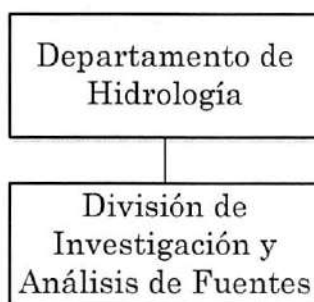 Departamento de
Hidrología
División de
Investigación y
Análisis de Fuentes